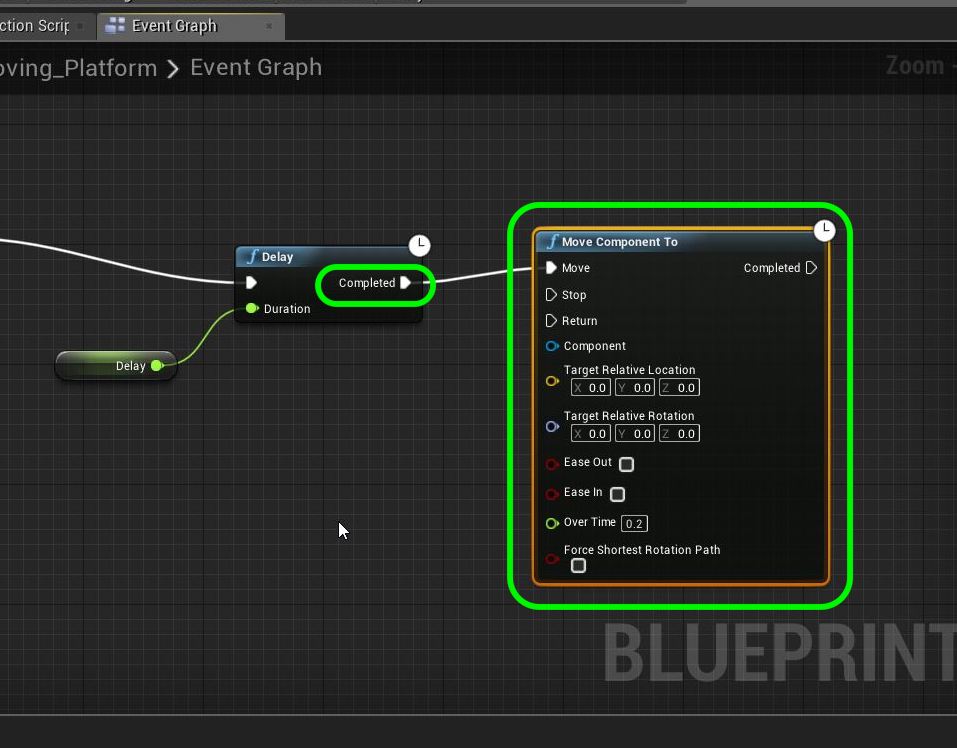 ction Scrip
Event Graph
oving_Platform > Event Graph
Zoom -
Delay
Completed
Duration
Delay
Move Component To
Move
Completed
Stop
Return
Component
Target Relative Location
X 0.0 Y 0.0 Z 0.0
Target Relative Rotation
X 0.0 Y 0.0 Z 0.0
Ease Out
Ease In
Over Time 0.2
Force Shortest Rotation Path
BLUEPRINT